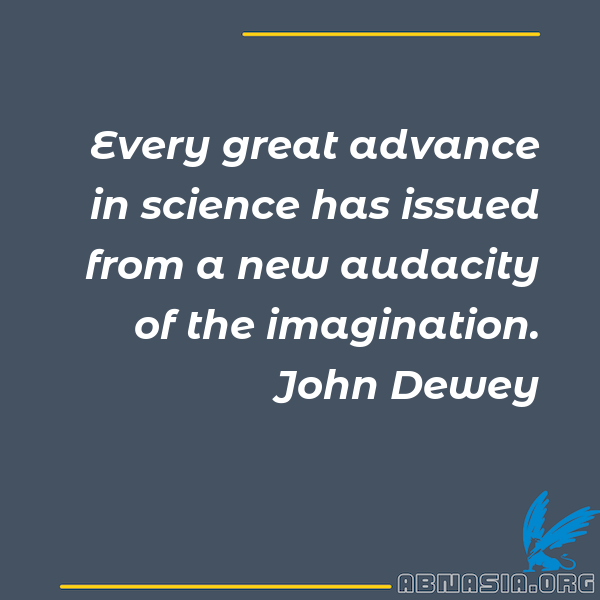 Every great advance
in science has issued
from a new audacity
of the imagination.
John Dewey
ABNASIA.ORG